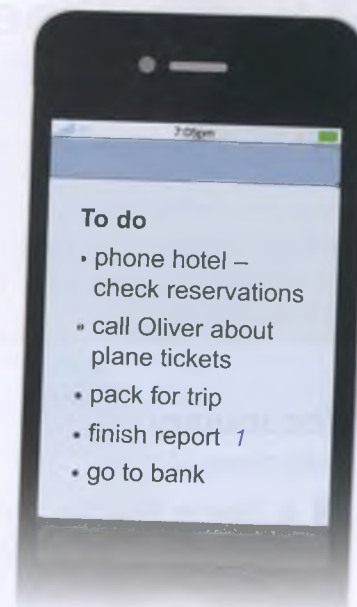 7:05pm
To do
• phone hotel –
check reservations
• call Oliver about
plane tickets
• pack for trip
• finish report 1
• go to bank